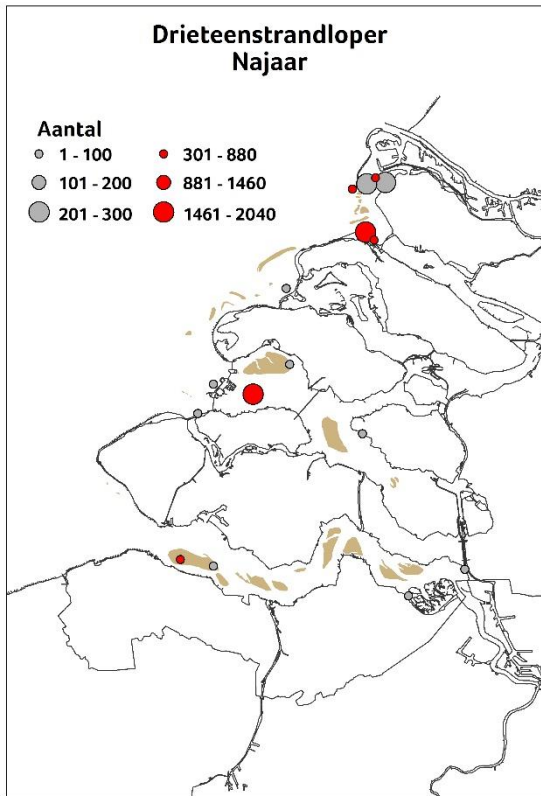 Drieteenstrandloper
Najaar
Aantal
1 - 100
301 - 880
101 - 200
881 - 1460
201 - 300
1461 - 2040